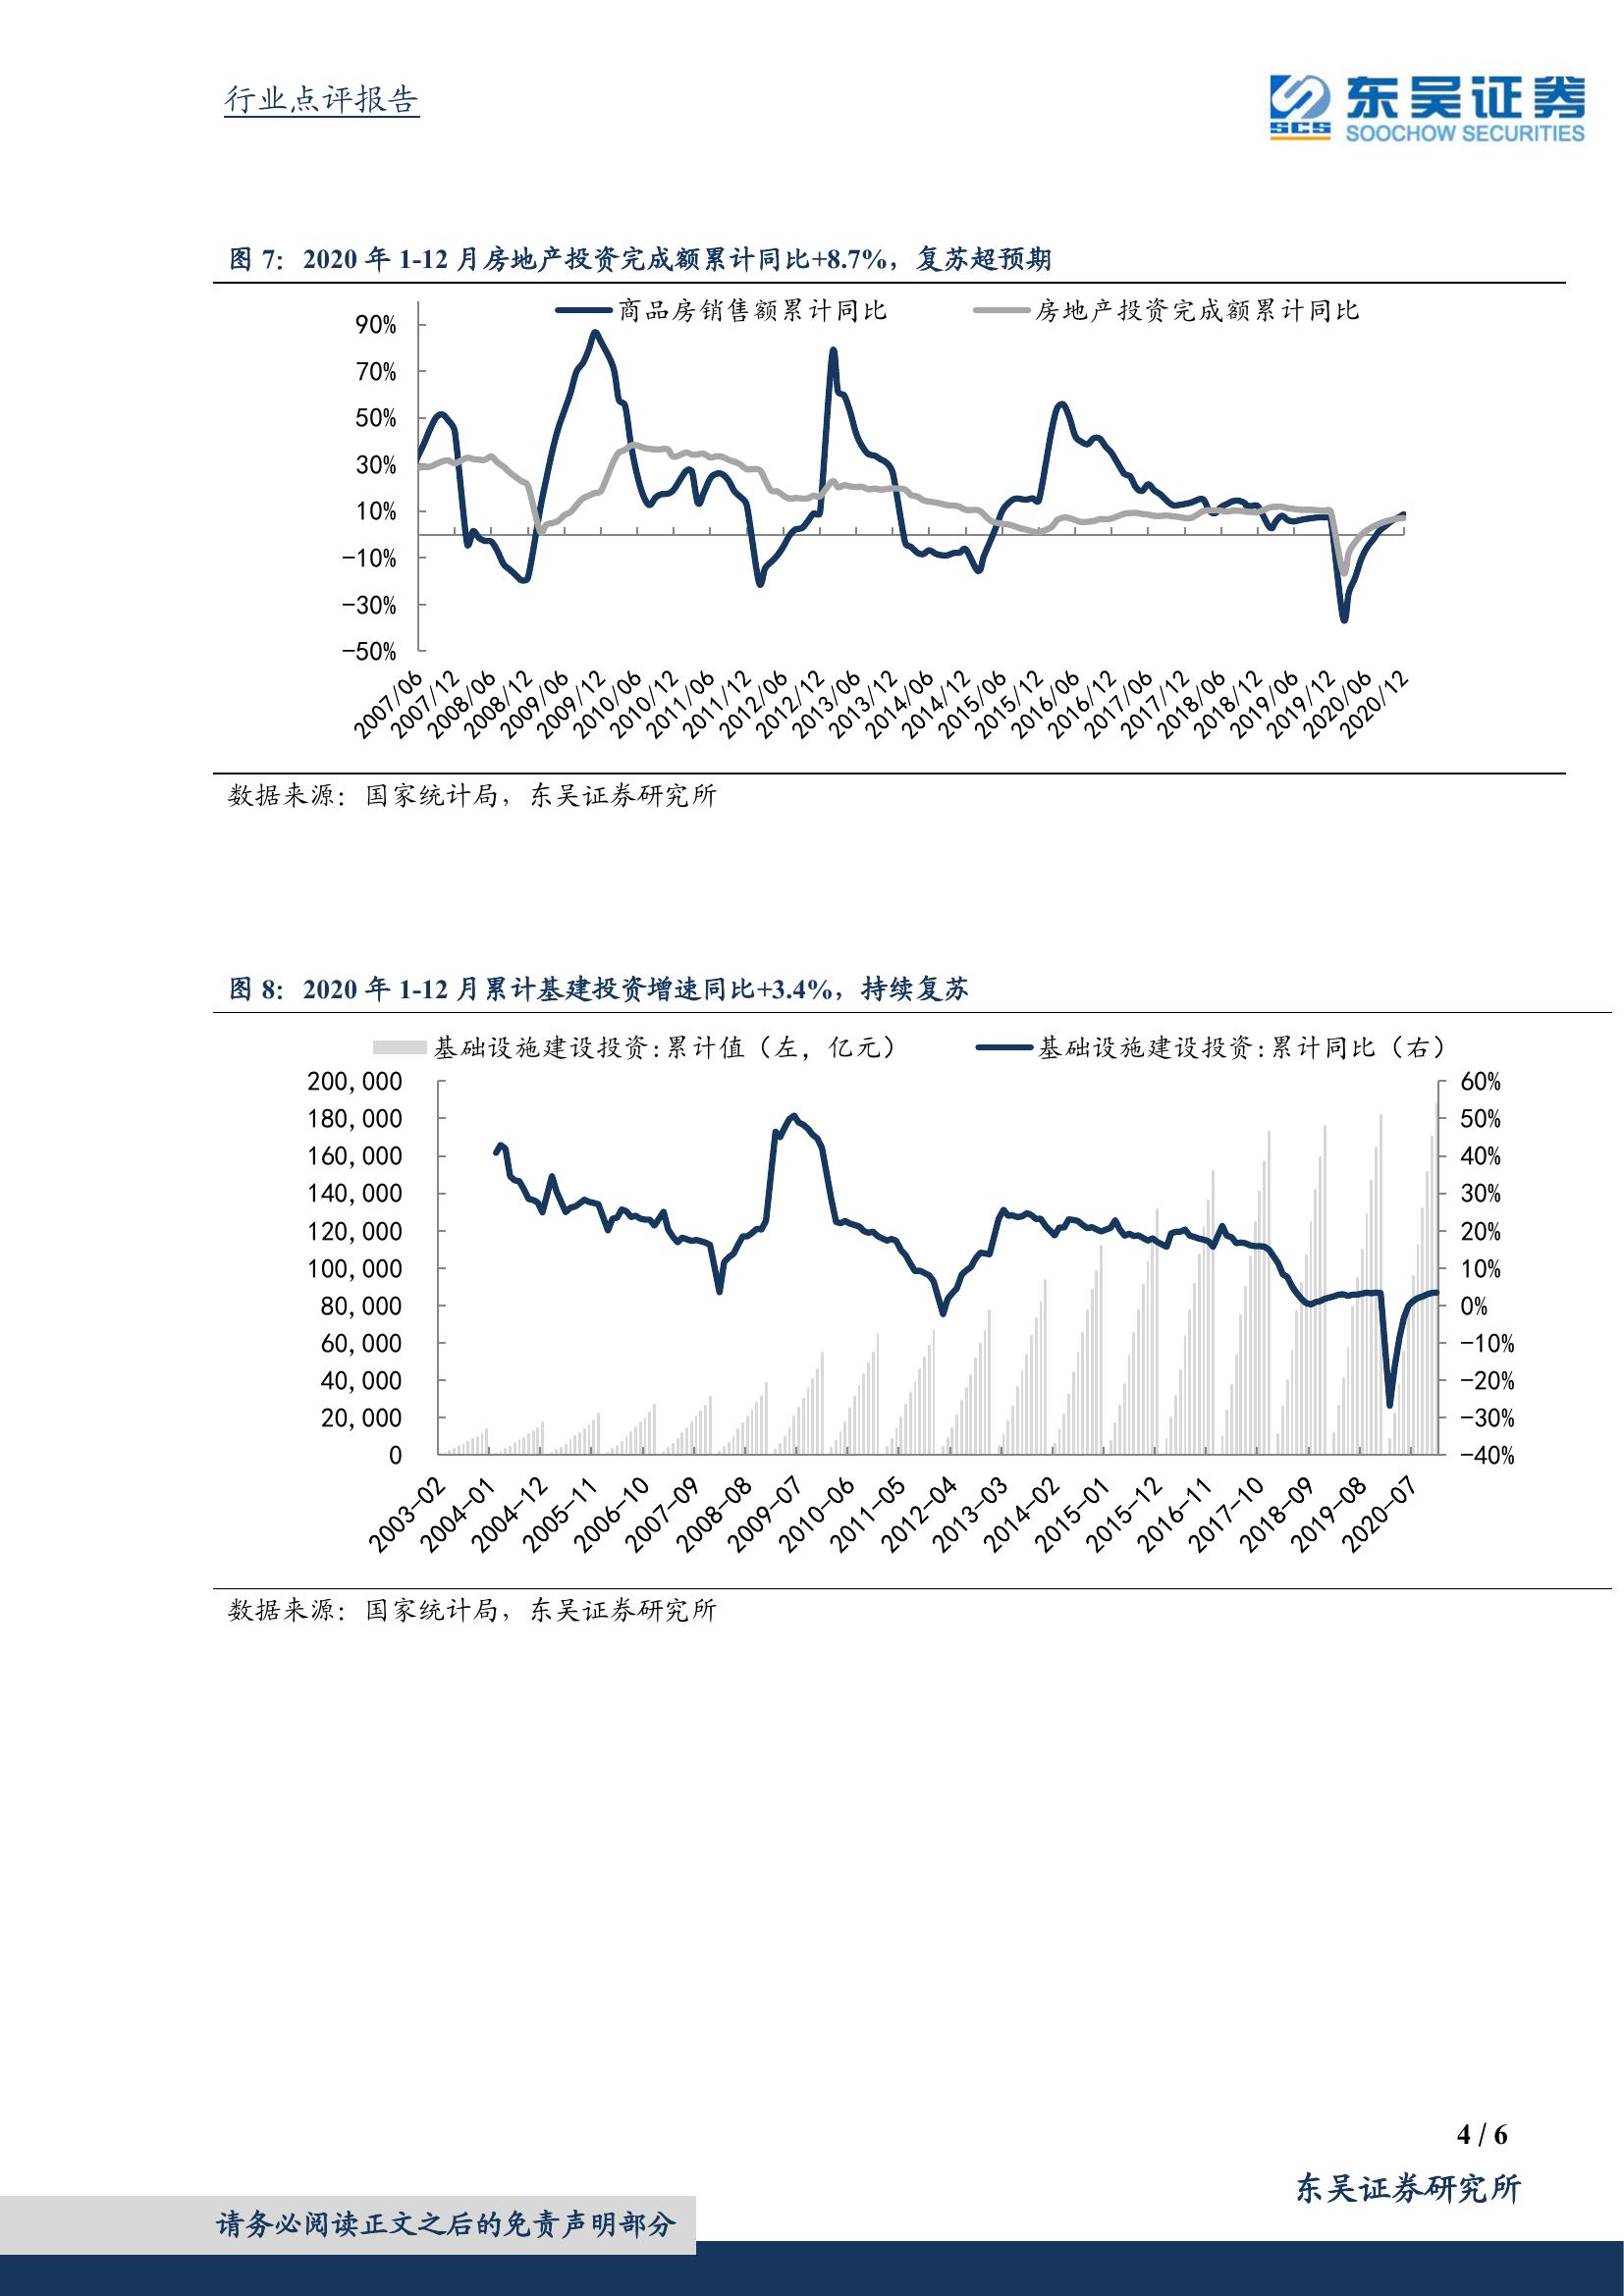 行业点评报告
东吴证券
SCS
SOOCHOW SECURITIES
图 7：2020 年 1-12 月房地产投资完成额累计同比+8.7%，复苏超预期
商品房销售额累计同比 房地产投资完成额累计同比
90%
70%
50%
30%
10%
-10%
-30%
-50%
2007/06 2007/12 2008/06 2008/12 2009/06 2009/12 2010/06 2010/12 2011/06 2011/12 2012/06 2012/12 2013/06 2013/12 2014/06 2014/12 2015/06 2015/12 2016/06 2016/12 2017/06 2017/12 2018/06 2018/12 2019/06 2019/12 2020/06 2020/12
数据来源：国家统计局，东吴证券研究所
图 8：2020 年 1-12 月累计基建投资增速同比+3.4%，持续复苏
基础设施建设投资:累计值（左，亿元） 基础设施建设投资:累计同比（右）
200,000 60%
180,000 50%
160,000 40%
140,000 30%
120,000 20%
100,000 10%
80,000 0%
60,000 -10%
40,000 -20%
20,000 -30%
0 -40%
2003-02 2004-01 2004-12 2005-11 2006-10 2007-09 2008-08 2009-07 2010-06 2011-05 2012-04 2013-03 2014-02 2015-01 2015-12 2016-11 2017-10 2018-09 2019-08 2020-07
数据来源：国家统计局，东吴证券研究所
4 / 6
东吴证券研究所
请务必阅读正文之后的免责声明部分